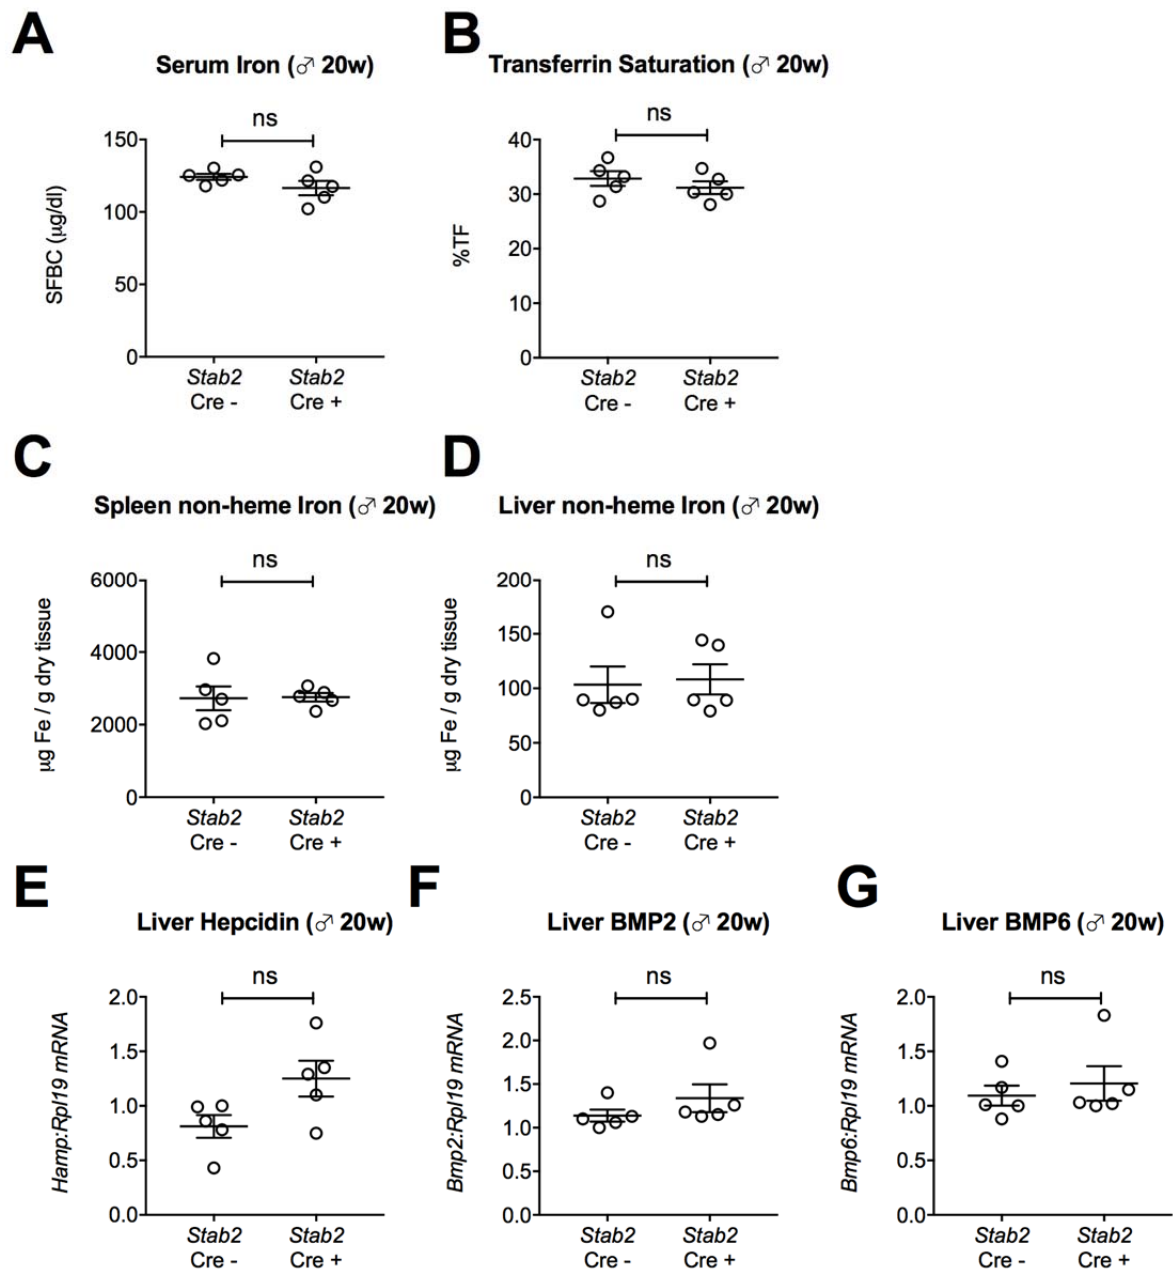 A
Serum Iron (♂ 20w)
ns
SFBC (µg/dl)
150
100
50
0
Stab2 Cre -
Stab2 Cre +
B
Transferrin Saturation (♂ 20w)
ns
%TF
40
30
20
10
0
Stab2 Cre -
Stab2 Cre +
C
Spleen non-heme Iron (♂ 20w)
ns
µg Fe / g dry tissue
6000
4000
2000
0
Stab2 Cre -
Stab2 Cre +
D
Liver non-heme Iron (♂ 20w)
ns
µg Fe / g dry tissue
200
150
100
50
0
Stab2 Cre -
Stab2 Cre +
E
Liver Hepcidin (♂ 20w)
ns
Hamp:Rpl19 mRNA
2.0
1.5
1.0
0.5
0.0
Stab2 Cre -
Stab2 Cre +
F
Liver BMP2 (♂ 20w)
ns
Bmp2:Rpl19 mRNA
2.5
2.0
1.5
1.0
0.5
0.0
Stab2 Cre -
Stab2 Cre +
G
Liver BMP6 (♂ 20w)
ns
Bmp6:Rpl19 mRNA
2.0
1.5
1.0
0.5
0.0
Stab2 Cre -
Stab2 Cre +